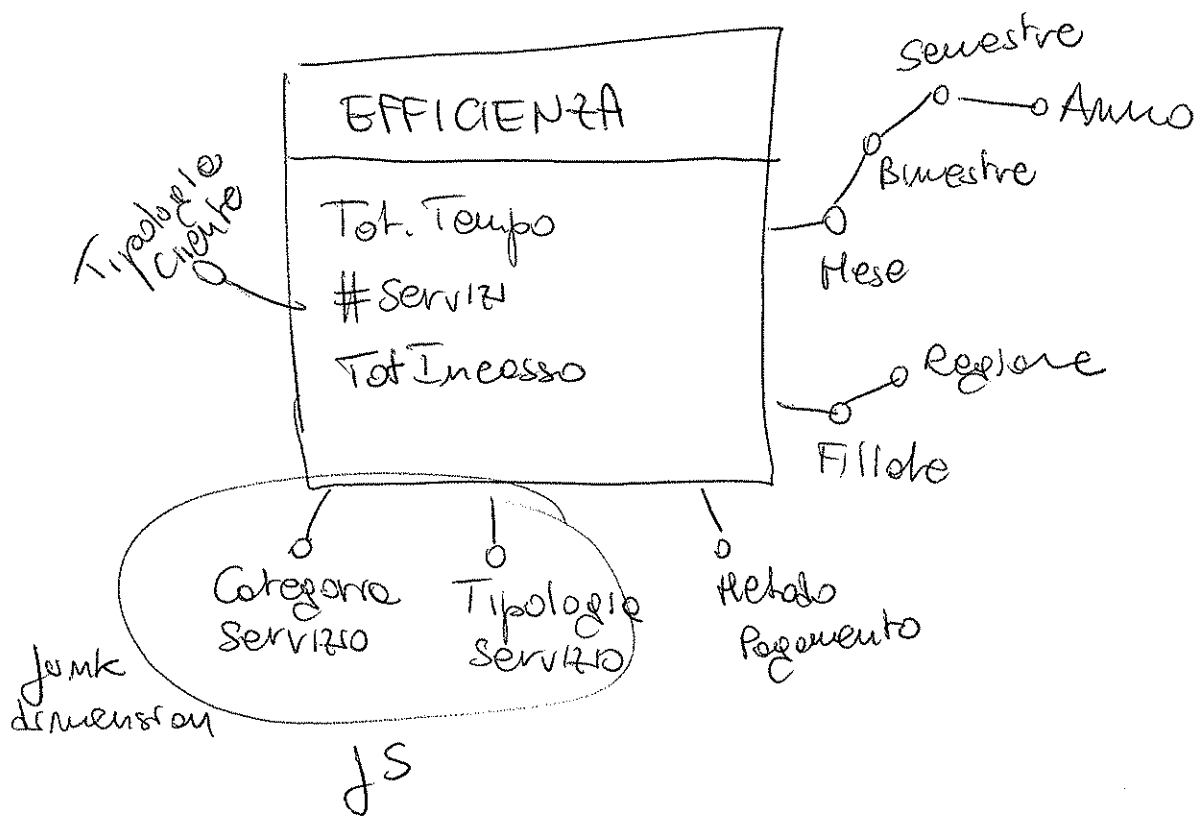 EFFICIENZA
Tot. Tempo
#Servizi
Tot Incasso
Tipologia
Cliente
Semestre
Anno
Bimestre
Mese
Regione
Filiale
Categoria
Servizio
Tipologia
Servizio
Metodo
Pagamento
junk
dimension
JS